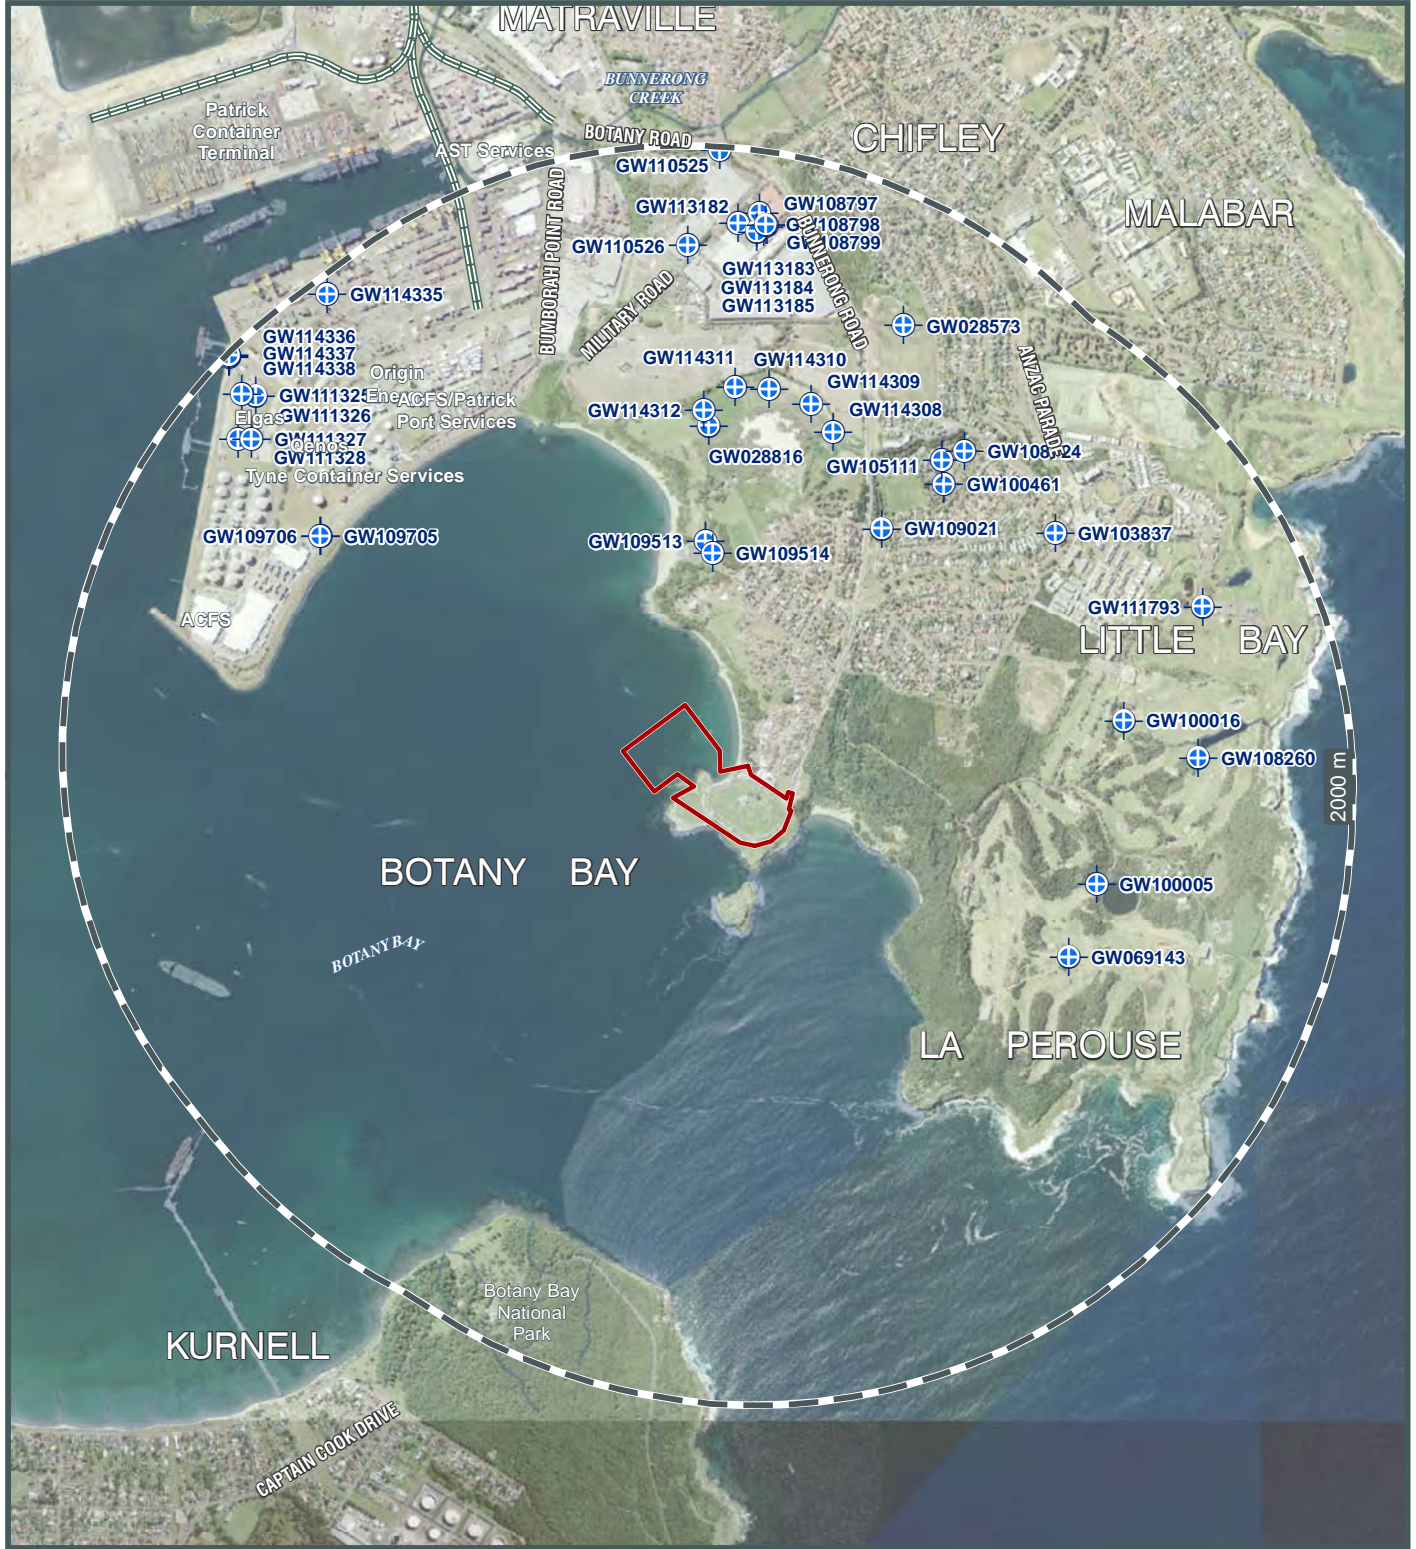 MATRAVILLE
BUNNERONG
CREEK
Patrick
Container
Terminal
BOTANY ROAD
CHIFLEY
AST Services
GW110525
BUMBORAH POINT ROAD
GW113182
GW108797
GW108798
GW108799
MALABAR
GW110526
BUNNERONG ROAD
GW113183
GW113184
GW113185
MILITARY ROAD
GW114335
GW028573
GW114336
GW114337
GW114338
ANZAC PARADE
GW114311
GW114310
Origin
GW114309
GW111325
ACFS/Patrick
Port Services
GW114312
GW114308
Elgas
GW111326
GW111327
Qenos
GW111328
GW028816
GW105111
GW100461
Tyne Container Services
GW109706
GW109705
GW109513
GW109514
GW109021
GW103837
GW111793
ACFS
LITTLE BAY
GW100016
GW108260
2000 m
BOTANY BAY
GW100005
BOTANY BAY
GW069143
LA PEROUSE
Botany Bay
National
Park
KURNELL
CAPTAIN COOK DRIVE